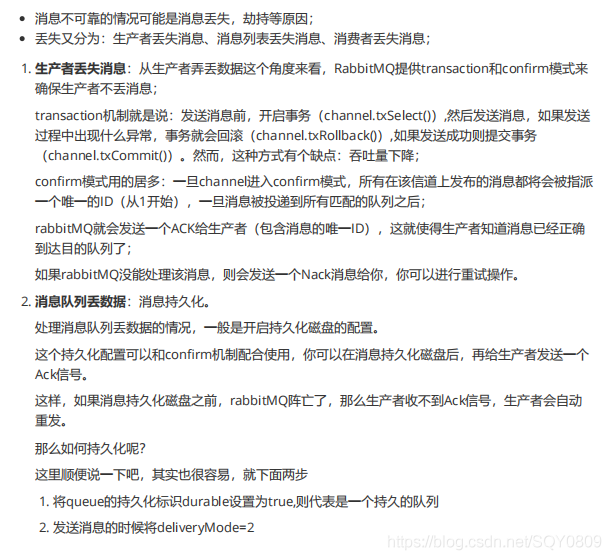 • 消息不可靠的情况可能是消息丢失，劫持等原因；
• 丢失又分为：生产者丢失消息、消息列表丢失消息、消费者丢失消息；
1. 生产者丢失消息：从生产者弄丢数据这个角度来看，RabbitMQ提供transaction和confirm模式来
确保生产者不丢消息；
transaction机制就是说：发送消息前，开启事务（channel.txSelect()）,然后发送消息，如果发送
过程中出现什么异常，事务就会回滚（channel.txRollback()）,如果发送成功则提交事务
（channel.txCommit()）。然而，这种方式有个缺点：吞吐量下降；
confirm模式用的居多：一旦channel进入confirm模式，所有在该信道上发布的消息都将会被指派
一个唯一的ID（从1开始），一旦消息被投递到所有匹配的队列之后；
rabbitMQ就会发送一个ACK给生产者（包含消息的唯一ID），这就使得生产者知道消息已经正确
到达目的队列了；
如果rabbitMQ没能处理该消息，则会发送一个Nack消息给你，你可以进行重试操作。
2. 消息队列丢数据：消息持久化。
处理消息队列丢数据的情况，一般是开启持久化磁盘的配置。
这个持久化配置可以和confirm机制配合使用，你可以在消息持久化磁盘后，再给生产者发送一个
Ack信号。
这样，如果消息持久化磁盘之前，rabbitMQ阵亡了，那么生产者收不到Ack信号，生产者会自动
重发。
那么如何持久化呢？
这里顺便说一下吧，其实也很容易，就下面两步
1. 将queue的持久化标识durable设置为true,则代表是一个持久的队列
2. 发送消息的时候将deliveryMode=2
https://blog.csdn.net/SQY0809